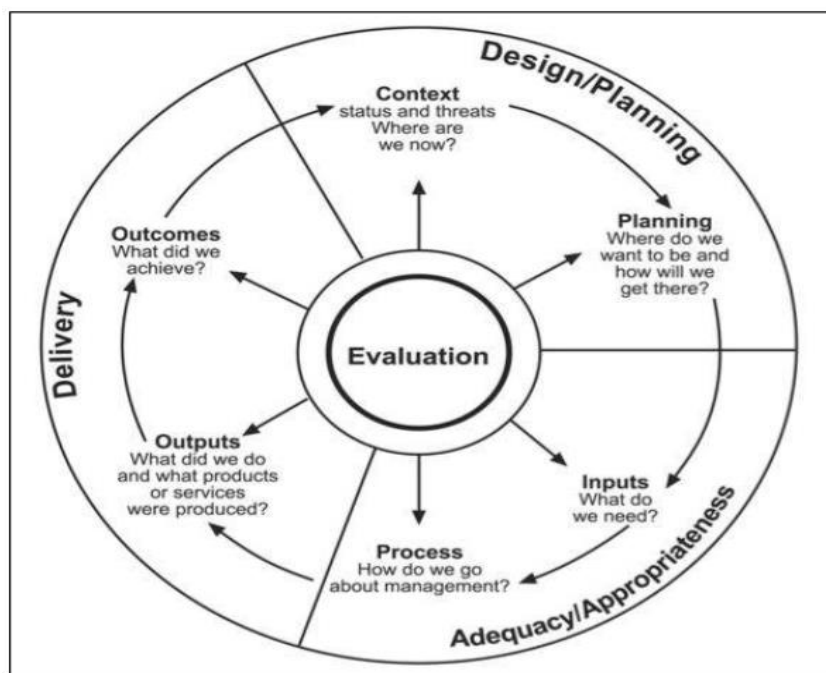 Design/Planning
Context
status and threats
Where are
we now?
Planning
Where do we
want to be and
how will we
get there?
Outcomes
What did we
achieve?
Delivery
Evaluation
Outputs
What did we do
and what products
or services
were produced?
Inputs
What do
we need?
Process
How do we go
about management?
Adequacy/Appropriateness